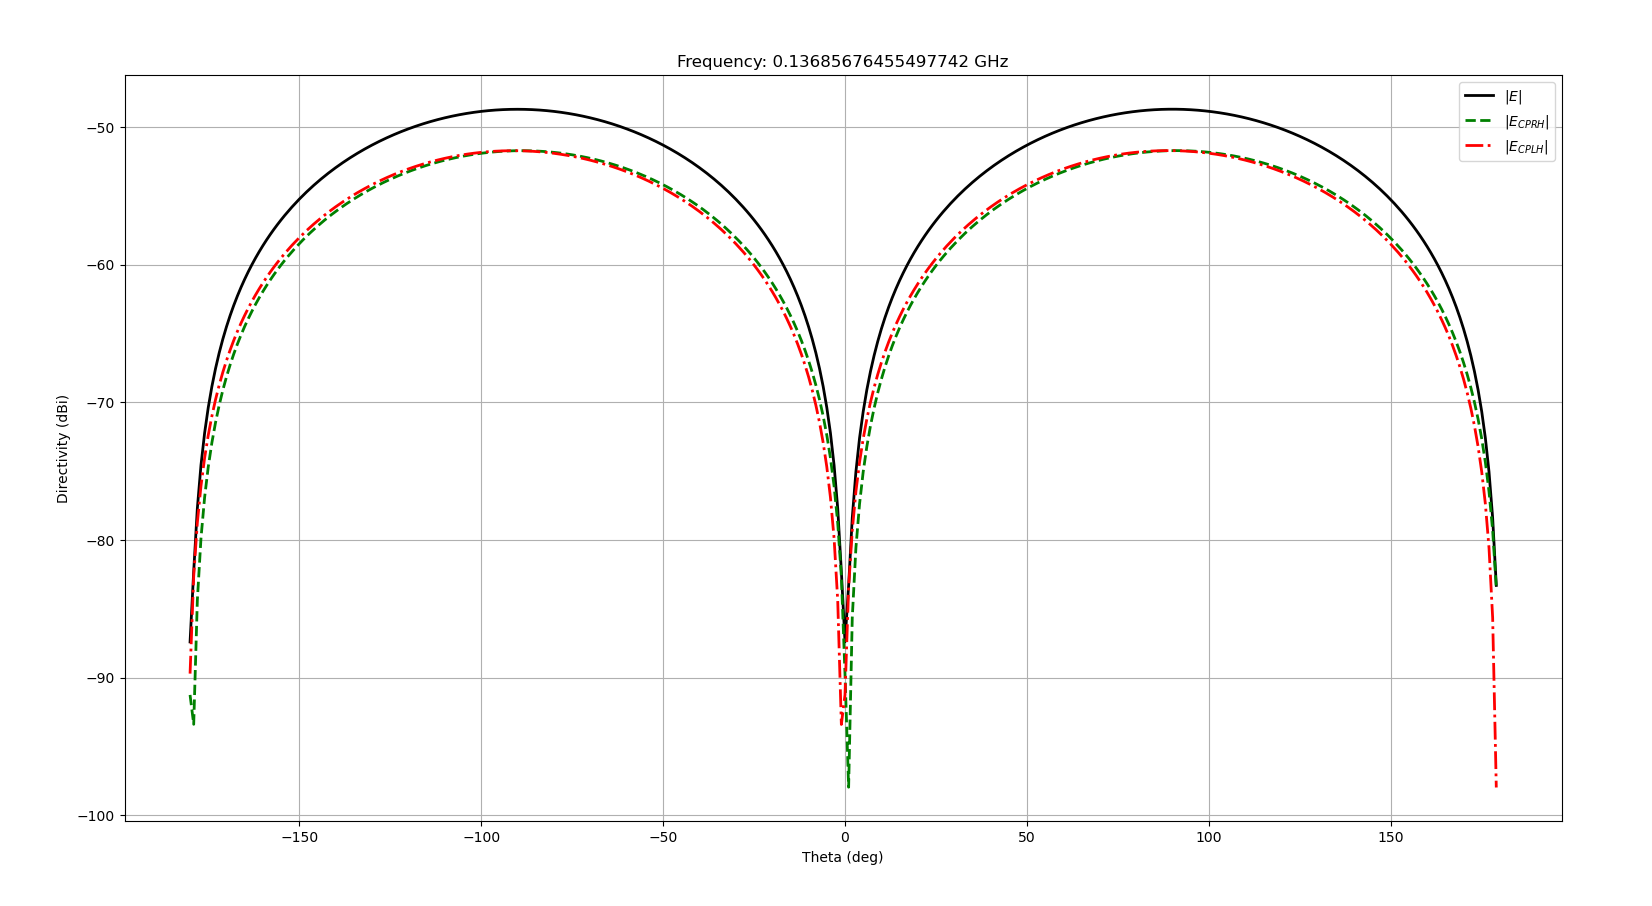 Frequency: 0.13685676455497742 GHz
|E|
|E_CPRH|
|E_CPLH|
−50
−60
−70
−80
−90
−100
Directivity (dBi)
−150
−100
−50
0
50
100
150
Theta (deg)